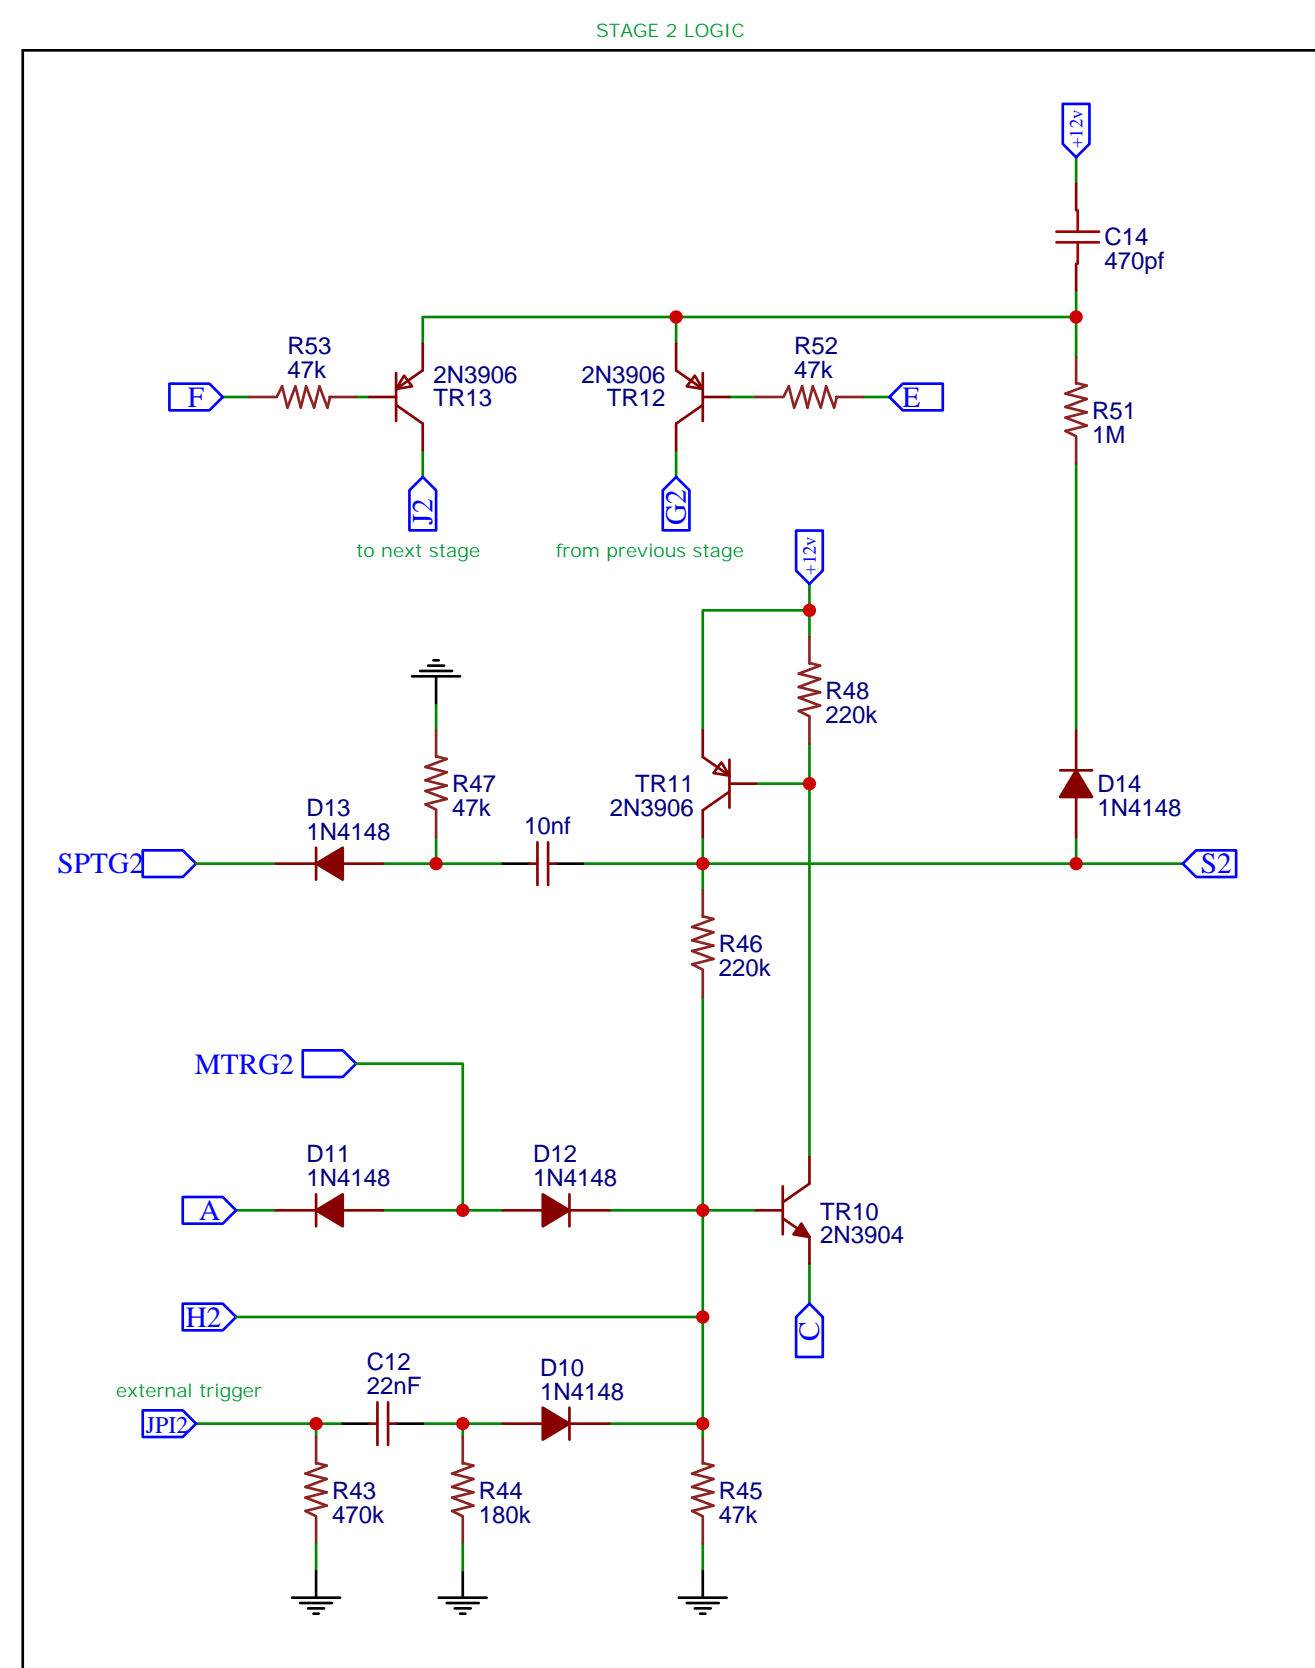 STAGE 2 LOGIC
+12v
C14
470pf
R53
47k
F
2N3906
TR13
2N3906
TR12
R52
47k
E
R51
1M
J2
G2
to next stage
from previous stage
+12v
R48
220k
TR11
2N3906
R47
47k
D14
1N4148
D13
1N4148
10nf
SPTG2
S2
R46
220k
MTRG2
D11
1N4148
D12
1N4148
A
TR10
2N3904
H2
C
C12
22nF
D10
1N4148
external trigger
JPI2
R43
470k
R44
180k
R45
47k